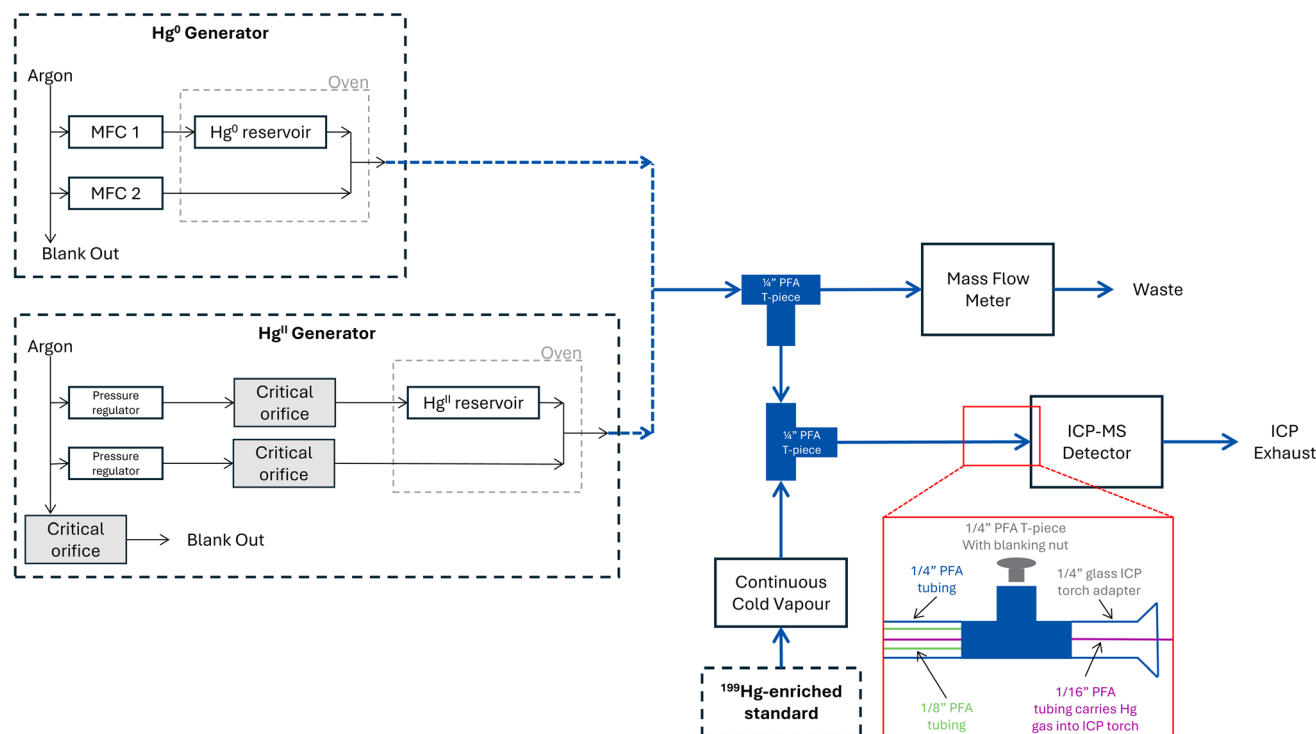 Hg⁰ Generator
Argon
Oven
MFC 1
Hg⁰ reservoir
MFC 2
Blank Out
Hgᴵᴵ Generator
Argon
Oven
Pressure
regulator
Critical
orifice
Hgᴵᴵ reservoir
Pressure
regulator
Critical
orifice
Critical
orifice
Blank Out
¼” PFA
T-piece
Mass Flow
Meter
Waste
¼” PFA
T-piece
ICP-MS
Detector
ICP
Exhaust
Continuous
Cold Vapour
¹⁹⁹Hg-enriched
standard
1/4” PFA T-piece
With blanking nut
1/4” PFA
tubing
1/4” glass ICP
torch adapter
1/8” PFA
tubing
1/16” PFA
tubing carries Hg
gas into ICP torch